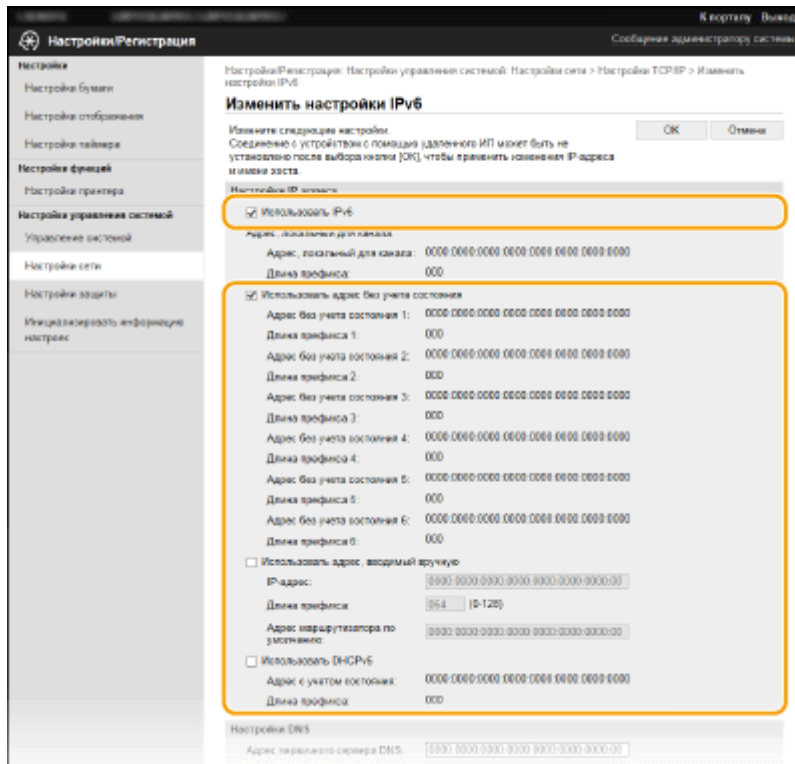 К порталу Выход
Настройки/Регистрация
Сообщение администратору системы
Настройки
Настройки бумаги
Настройки отображения
Настройки таймера
Настройки функций
Настройки принтера
Настройки управления системой
Управление системой
Настройки сети
Настройки защиты
Инициализировать информацию
настроек
Настройки/Регистрация: Настройки управления системой: Настройки сети > Настройки TCP/IP > Изменить
настройки IPv6
Изменить настройки IPv6
Измените следующие настройки.
Соединение с устройством с помощью удаленного ИП может быть не
установлено после выбора кнопки [OK], чтобы применить изменения IP-адреса
и имени хоста.
OK Отмена
Настройки IP-адреса
Использовать IPv6
Адрес, локальный для канала
Адрес, локальный для канала: 0000:0000:0000:0000:0000:0000:0000:0000
Длина префикса: 000
Использовать адрес без учета состояния
Адрес без учета состояния 1: 0000:0000:0000:0000:0000:0000:0000:0000
Длина префикса 1: 000
Адрес без учета состояния 2: 0000:0000:0000:0000:0000:0000:0000:0000
Длина префикса 2: 000
Адрес без учета состояния 3: 0000:0000:0000:0000:0000:0000:0000:0000
Длина префикса 3: 000
Адрес без учета состояния 4: 0000:0000:0000:0000:0000:0000:0000:0000
Длина префикса 4: 000
Адрес без учета состояния 5: 0000:0000:0000:0000:0000:0000:0000:0000
Длина префикса 5: 000
Адрес без учета состояния 6: 0000:0000:0000:0000:0000:0000:0000:0000
Длина префикса 6: 000
Использовать адрес, вводимый вручную
IP-адрес: 0000:0000:0000:0000:0000:0000:0000:00
Длина префикса: 064 (0-128)
Адрес маршрутизатора по
умолчанию: 0000:0000:0000:0000:0000:0000:0000:00
Использовать DHCPv6
Адрес с учетом состояния: 0000:0000:0000:0000:0000:0000:0000:0000
Длина префикса: 000
Настройки DNS
Адрес первичного сервера DNS: 0000:0000:0000:0000:0000:0000:0000:00